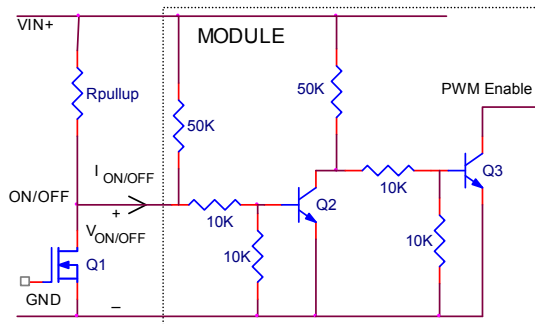 VIN+
MODULE
Rpullup
50K
50K
PWM Enable
I ON/OFF
ON/OFF
+
V ON/OFF
10K
Q2
10K
Q3
10K
10K
Q1
GND
–